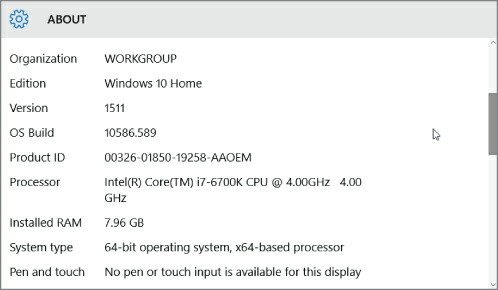 ABOUT
Organization WORKGROUP
Edition Windows 10 Home
Version 1511
OS Build 10586.589
Product ID 00326-01850-19258-AAOEM
Processor Intel(R) Core(TM) i7-6700K CPU @ 4.00GHz 4.00
GHz
Installed RAM 7.96 GB
System type 64-bit operating system, x64-based processor
Pen and touch No pen or touch input is available for this display